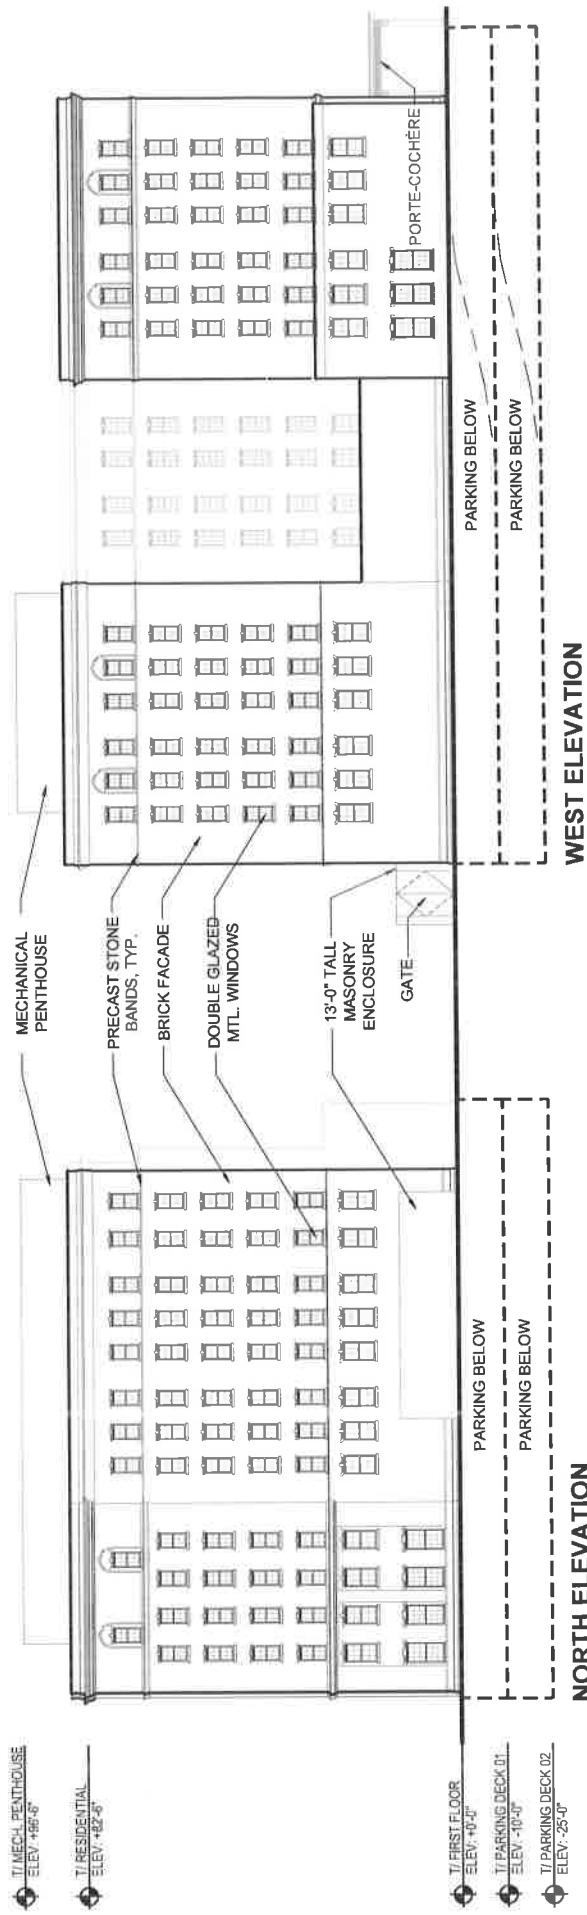 T/ MECH. PENTHOUSE
ELEV: +96'-6"
T/ RESIDENTIAL
ELEV: +82'-6"
T/ FIRST FLOOR
ELEV: +0'-0"
T/ PARKING DECK 01
ELEV: -10'-0"
T/ PARKING DECK 02
ELEV: -25'-0"
MECHANICAL
PENTHOUSE
PRECAST STONE
BANDS, TYP.
BRICK FACADE
DOUBLE GLAZED
MTL. WINDOWS
13'-0" TALL
MASONRY
ENCLOSURE
GATE
PARKING BELOW
PARKING BELOW
NORTH ELEVATION
PORTE-COCHÈRE
PARKING BELOW
PARKING BELOW
WEST ELEVATION